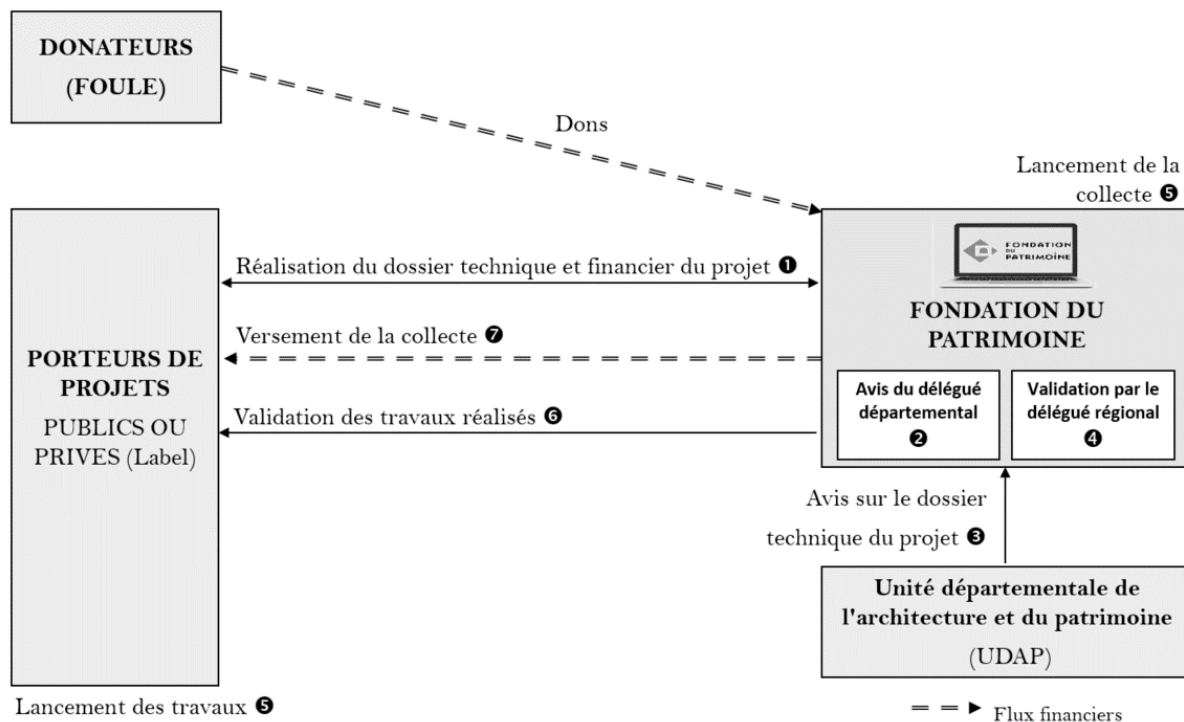 DONATEURS
(FOULE)
Dons
Lancement de la
collecte ❺
Réalisation du dossier technique et financier du projet ❶
FONDATION
DU
PATRIMOINE
FONDATION DU
PATRIMOINE
Versement de la collecte ❼
PORTEURS DE
PROJETS
PUBLICS OU
PRIVES (Label)
Avis du délégué
départemental
❷
Validation par le
délégué régional
❹
Validation des travaux réalisés ❻
Avis sur le dossier
technique du projet ❸
Unité départementale de
l'architecture et du patrimoine
(UDAP)
Lancement des travaux ❺
Flux financiers